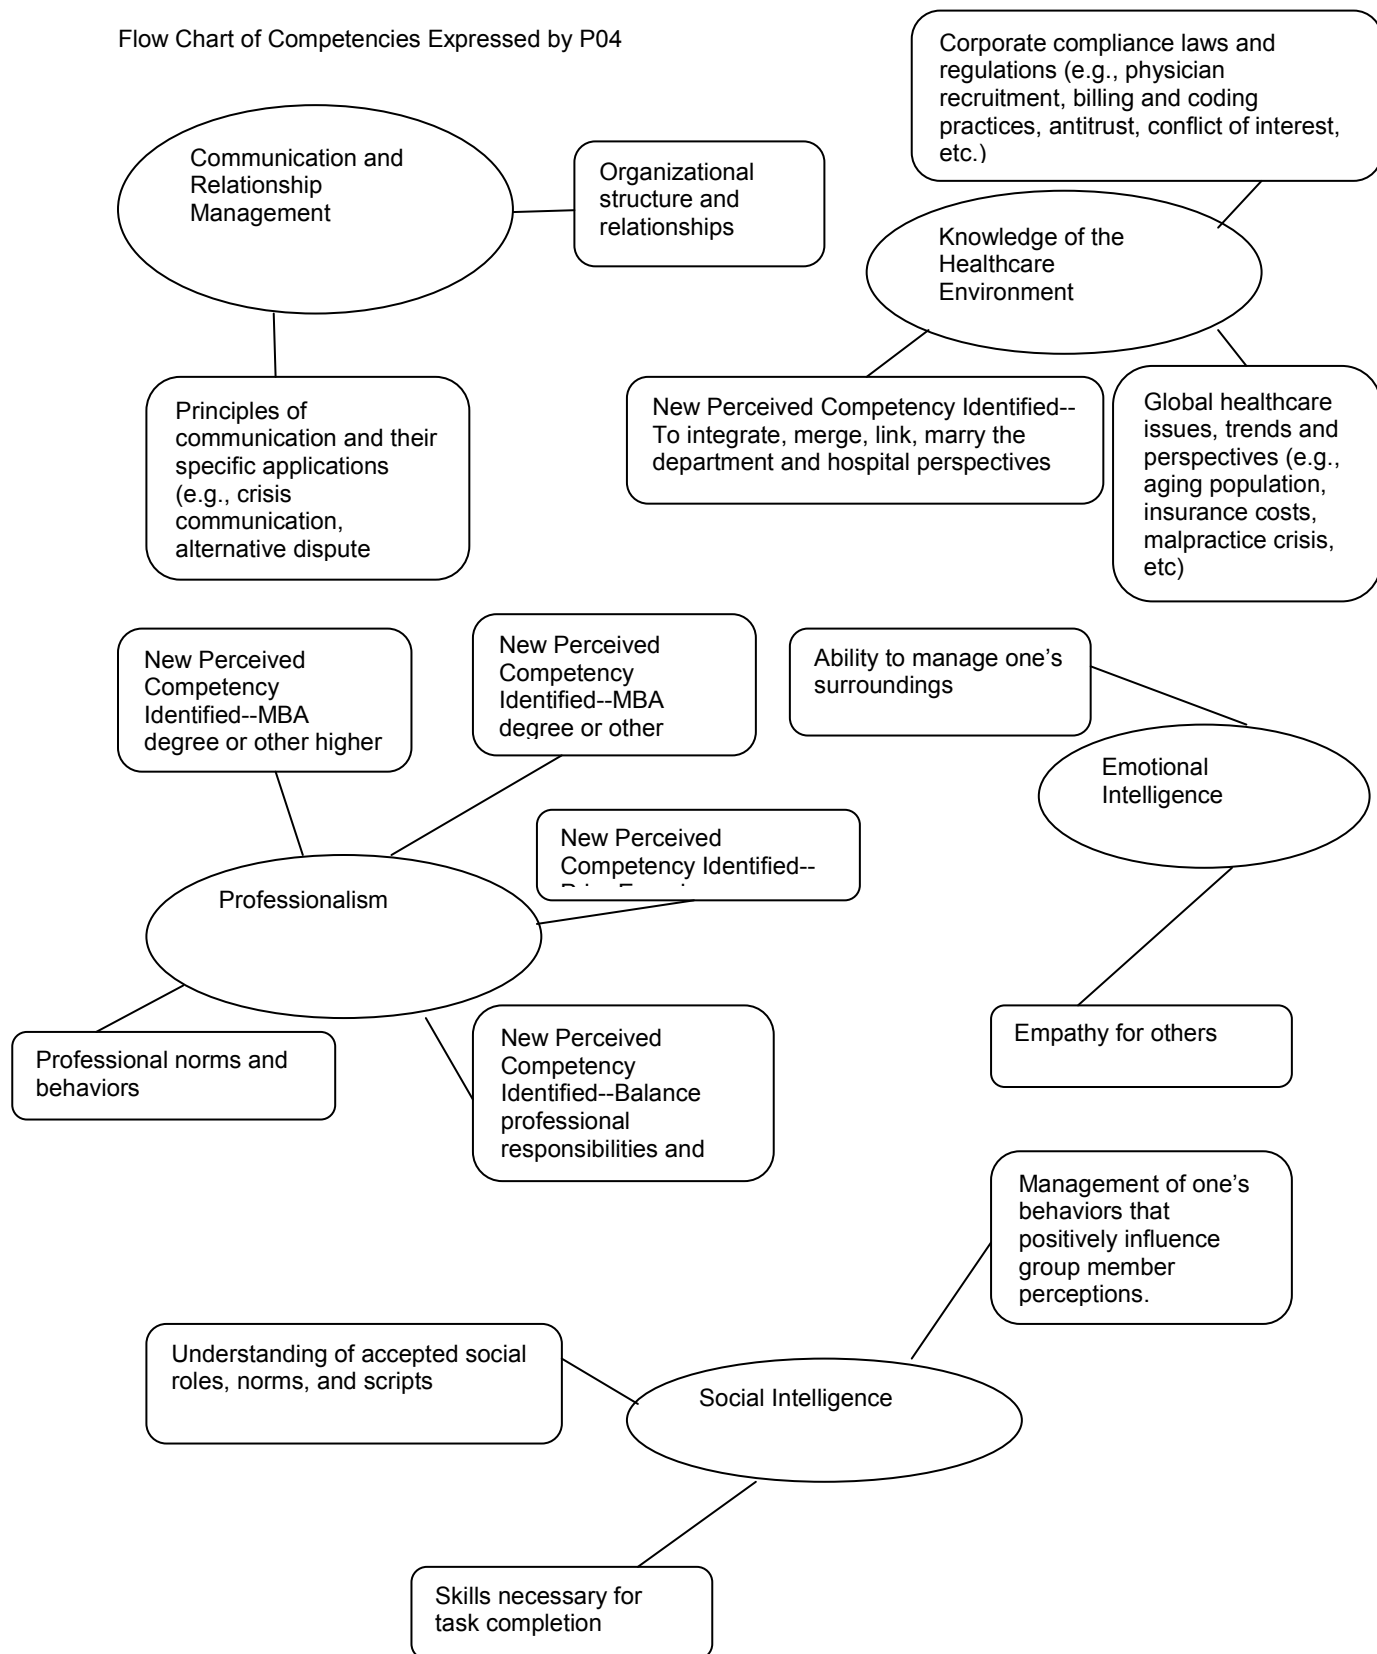 Flow Chart of Competencies Expressed by P04
Corporate compliance laws and
regulations (e.g., physician
recruitment, billing and coding
practices, antitrust, conflict of interest,
etc.)
Communication and
Relationship
Management
Organizational
structure and
relationships
Knowledge of the
Healthcare
Environment
Principles of
communication and their
specific applications
(e.g., crisis
communication,
alternative dispute
New Perceived Competency Identified--
To integrate, merge, link, marry the
department and hospital perspectives
Global healthcare
issues, trends and
perspectives (e.g.,
aging population,
insurance costs,
malpractice crisis,
etc)
New Perceived
Competency
Identified--MBA
degree or other higher
New Perceived
Competency
Identified--MBA
degree or other
Ability to manage one’s
surroundings
Emotional
Intelligence
New Perceived
Competency Identified--
Professionalism
Professional norms and
behaviors
New Perceived
Competency
Identified--Balance
professional
responsibilities and
Empathy for others
Management of one’s
behaviors that
positively influence
group member
perceptions.
Understanding of accepted social
roles, norms, and scripts
Social Intelligence
Skills necessary for
task completion